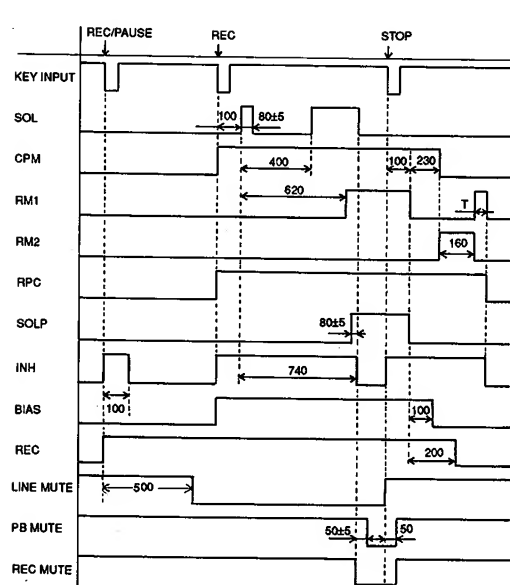 REC/PAUSE REC STOP
KEY INPUT
SOL 100 80±5
CPM 400 100 230
RM1 620 T
RM2 160
RPC
SOLP 80±5
INH 740
100
BIAS 100
REC 200
LINE MUTE 500
PB MUTE 50±5 50
REC MUTE